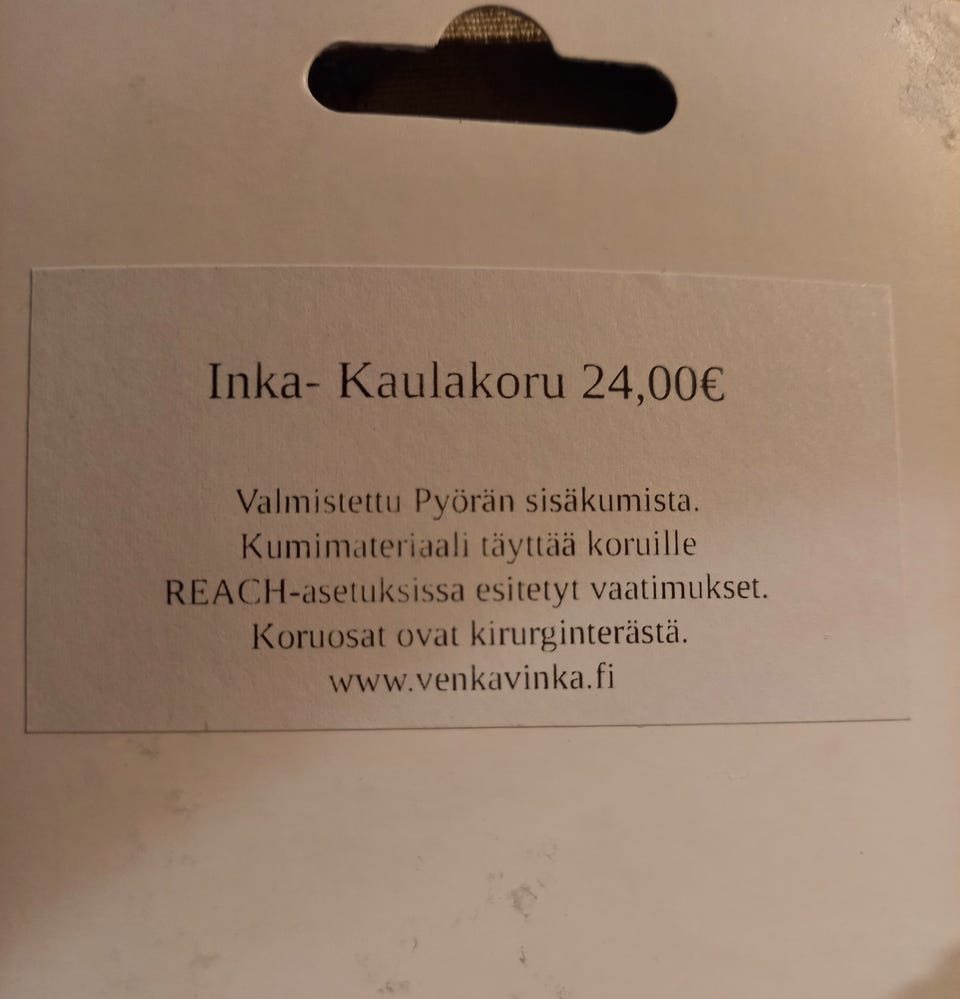 Inka- Kaulakoru 24,00€
Valmistettu Pyörän sisäkumista.
Kumimateriaali täyttää koruille
REACH-asetuksissa esitetyt vaatimukset.
Koruosat ovat kirurginterästä.
www.venkavinka.fi